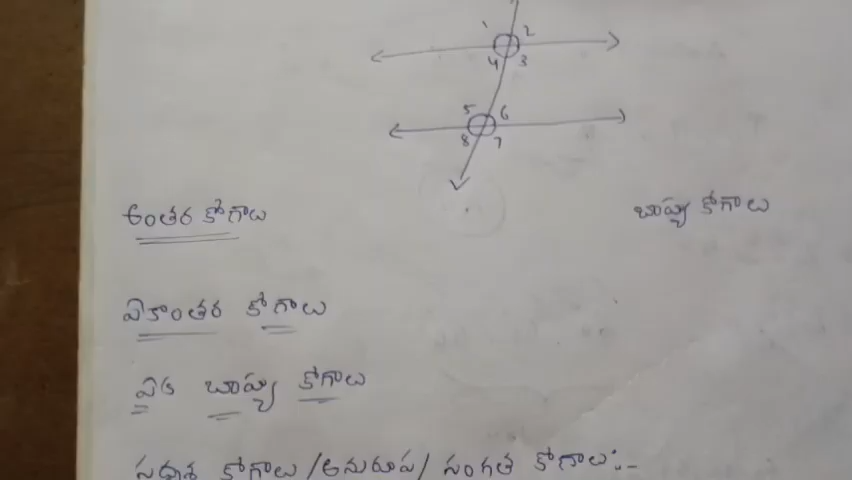 1 2
4 3
5 6
8 7
అంతర కోణాలు బాహ్య కోణాలు
ఏకాంతర కోణాలు
ఏక బాహ్య కోణాలు
సదృశ కోణాలు/అనురూప/ సంగత కోణాలు:-